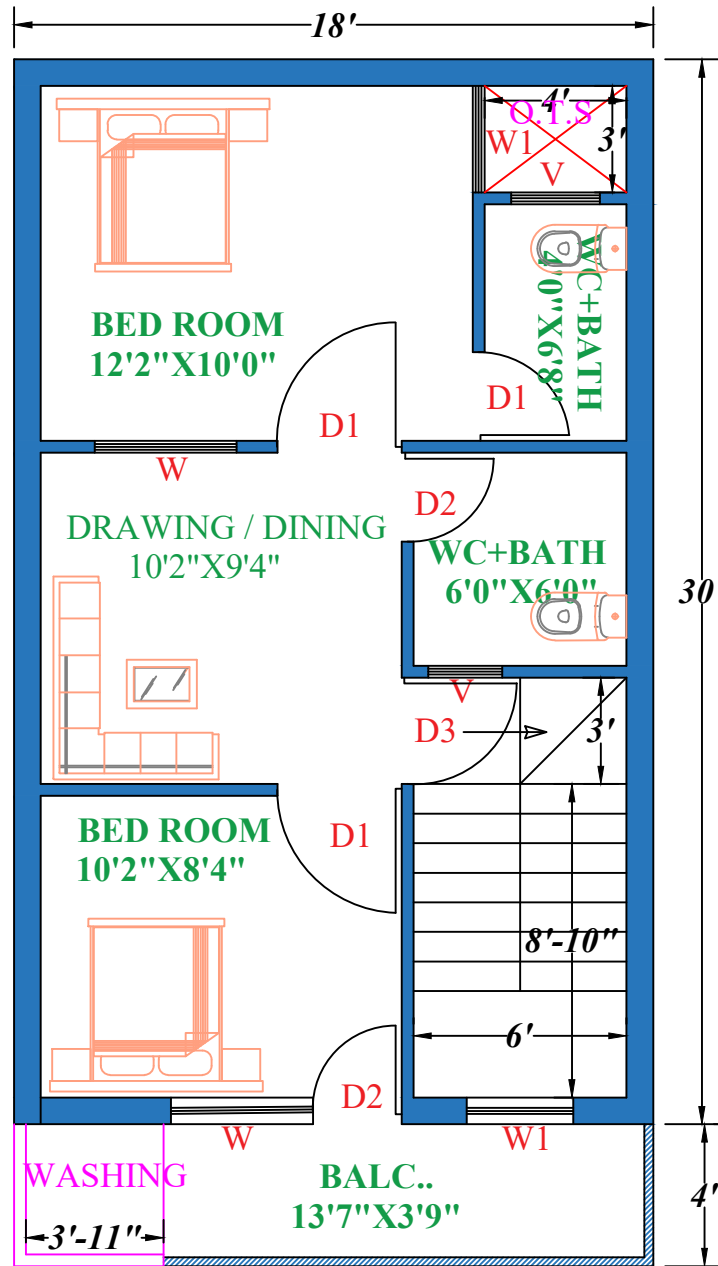 18'
4'
O.T.S
W1
3'
V
WC+BATH
4'0"X6'8"
BED ROOM
12'2"X10'0"
D1
D1
W
D2
DRAWING / DINING
10'2"X9'4"
WC+BATH
6'0"X6'0"
30
V
D3
3'
BED ROOM
10'2"X8'4"
D1
8'-10"
6'
D2
W
W1
WASHING
BALC..
13'7"X3'9"
4'
3'-11"